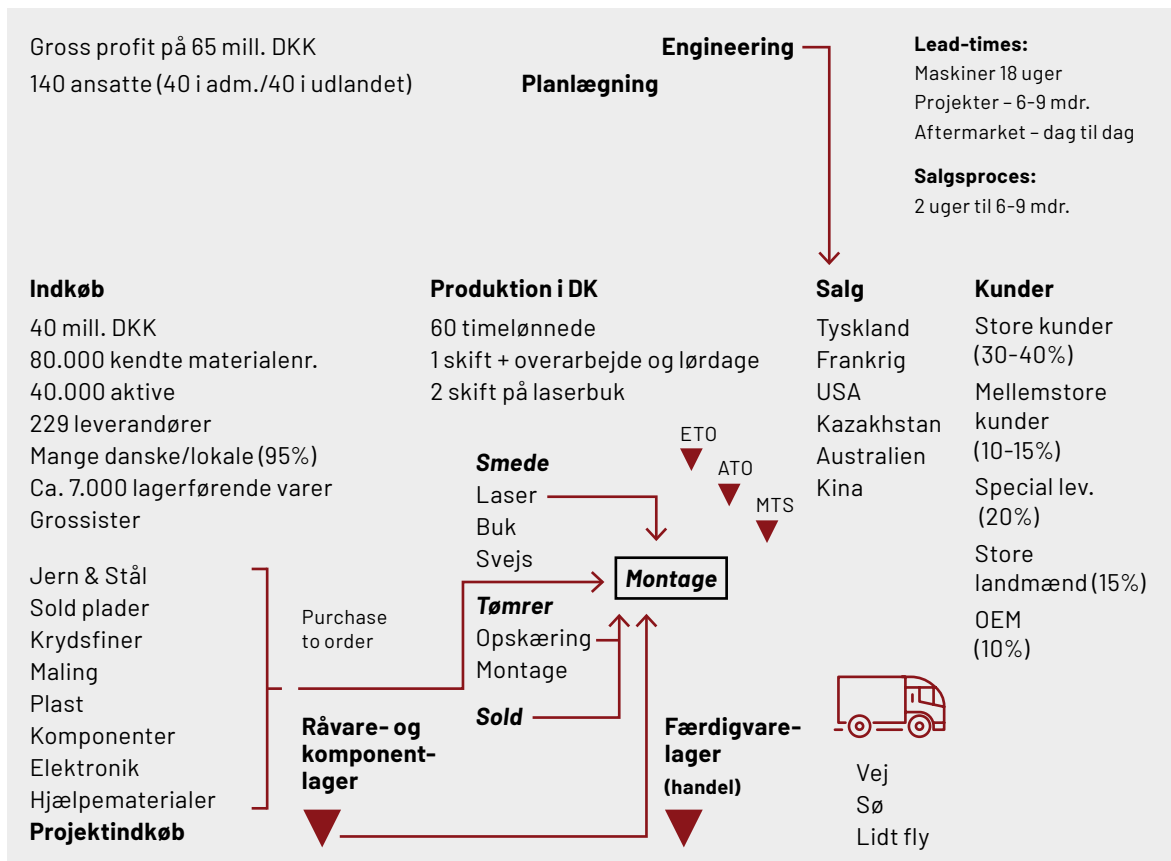 Gross profit på 65 mill. DKK
140 ansatte (40 i adm./40 i udlandet)
Engineering
Planlægning
Lead-times:
Maskiner 18 uger
Projekter – 6-9 mdr.
Aftermarket – dag til dag
Salgsproces:
2 uger til 6-9 mdr.
Indkøb
40 mill. DKK
80.000 kendte materialenr.
40.000 aktive
229 leverandører
Mange danske/lokale (95%)
Ca. 7.000 lagerførende varer
Grossister
Jern & Stål
Sold plader
Krydsfiner
Maling
Plast
Komponenter
Elektronik
Hjælpematerialer
Projektindkøb
Purchase
to order
Råvare- og
komponent-
lager
Produktion i DK
60 timelønnede
1 skift + overarbejde og lørdage
2 skift på laserbuk
Smede
Laser
Buk
Svejs
Tømrer
Opskæring
Montage
Sold
ETO
ATO
MTS
Montage
Færdigvare-
lager
(handel)
Salg
Tyskland
Frankrig
USA
Kazakhstan
Australien
Kina
Kunder
Store kunder
(30-40%)
Mellemstore
kunder
(10-15%)
Special lev.
(20%)
Store
landmænd (15%)
OEM
(10%)
Vej
Sø
Lidt fly